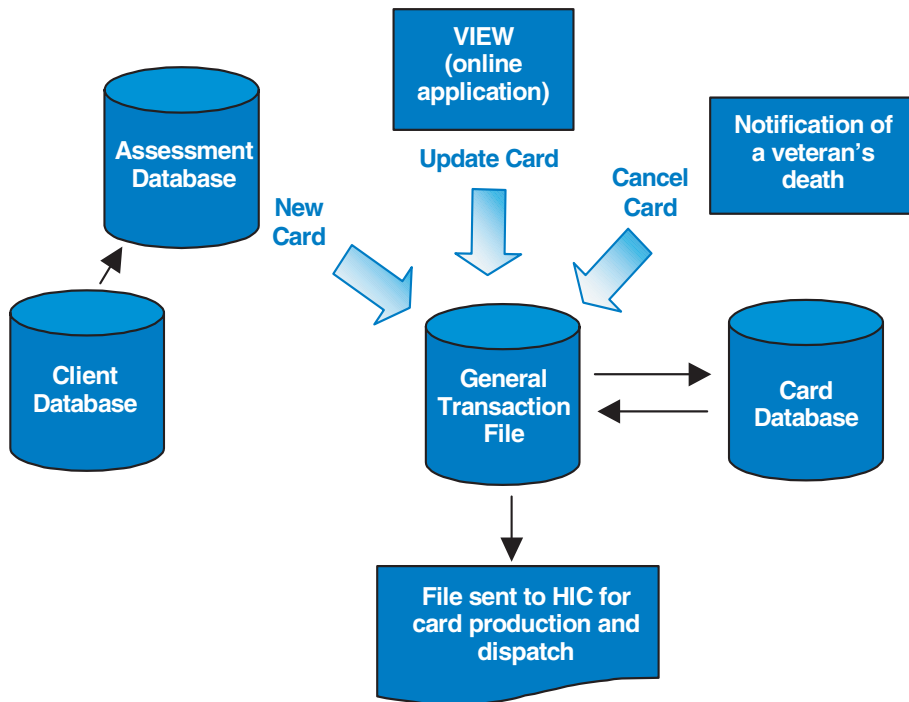 VIEW
(online
application)
Assessment
Database
Notification of
a veteran's
death
Update Card
Cancel
Card
New
Card
Client
Database
General
Transaction
File
Card
Database
File sent to HIC for
card production and
dispatch